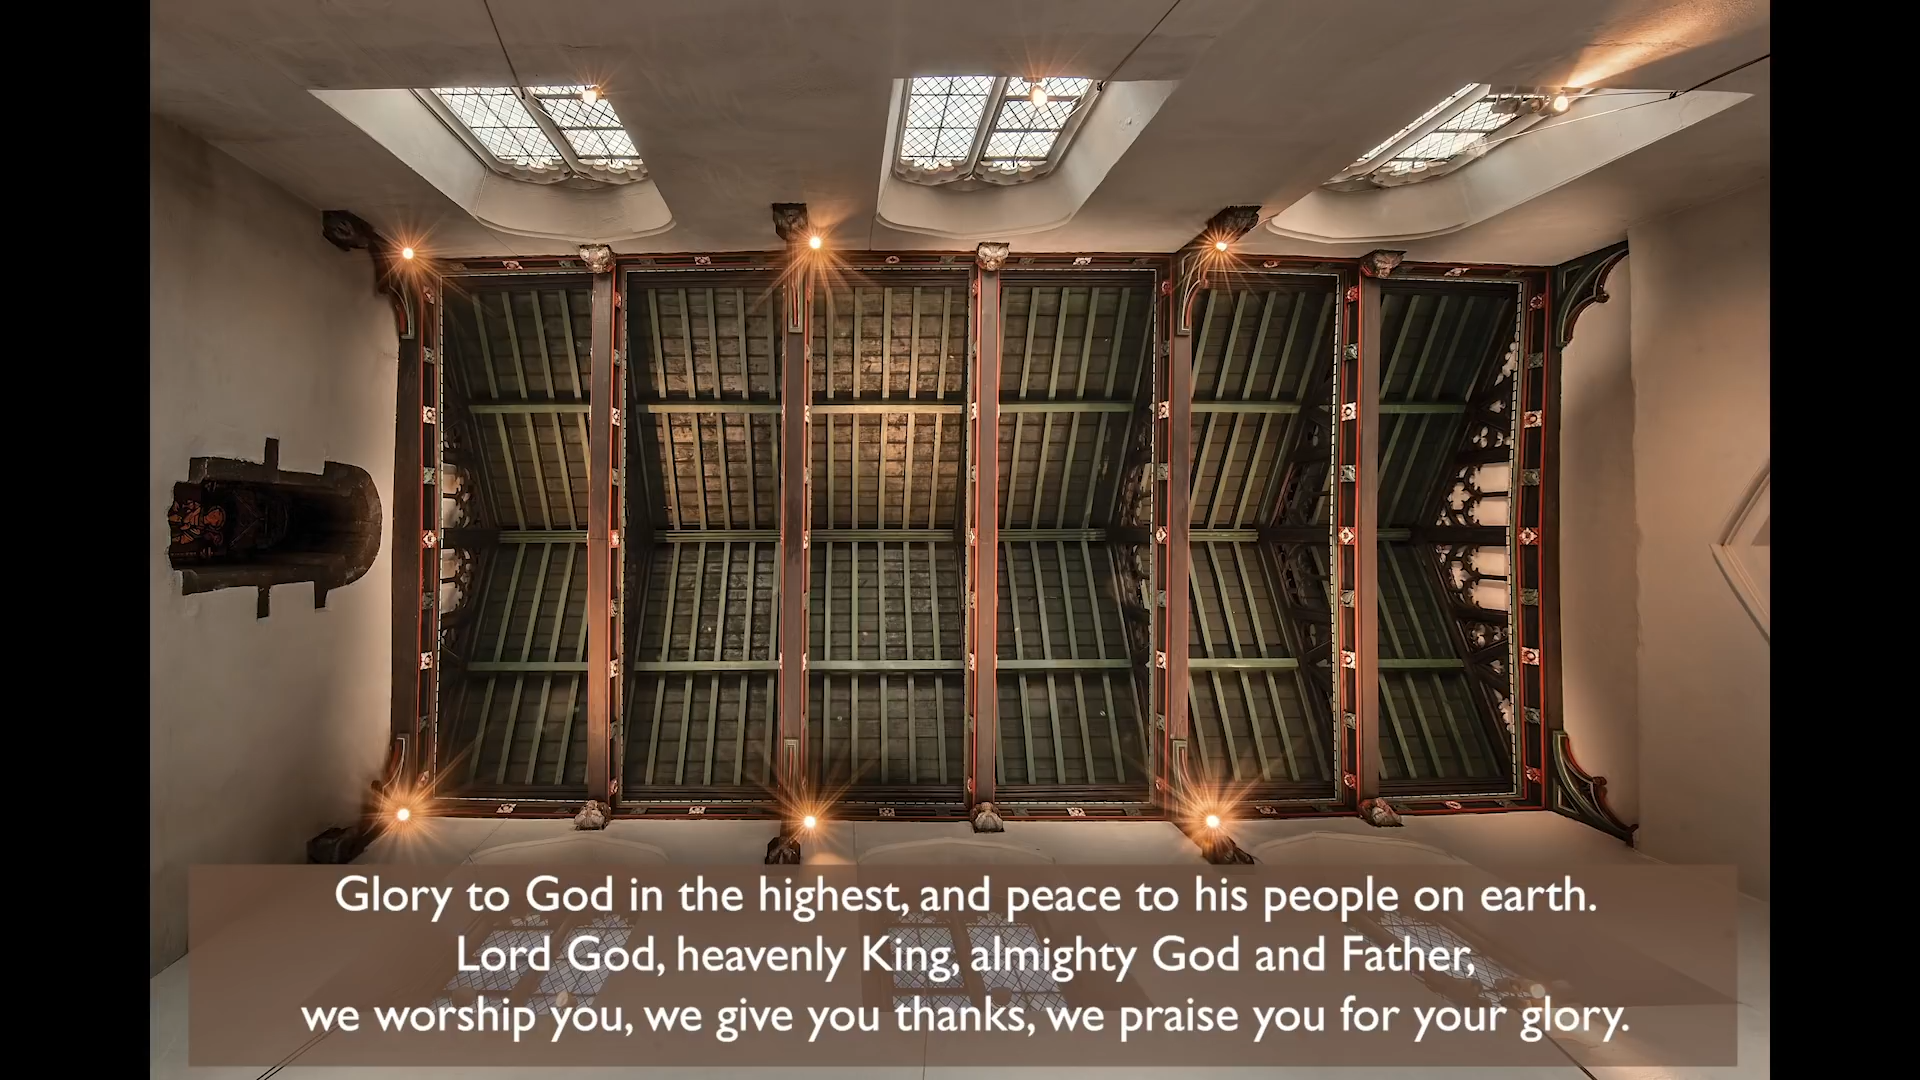 Glory to God in the highest, and peace to his people on earth.
Lord God, heavenly King, almighty God and Father,
we worship you, we give you thanks, we praise you for your glory.